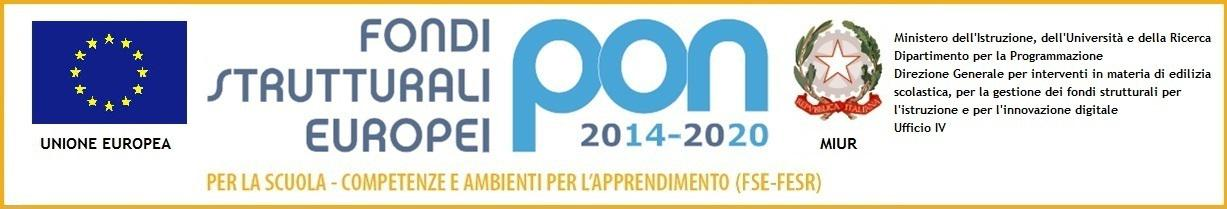 UNIONE EUROPEA
FONDI
STRUTTURALI
EUROPEI
pon
2014-2020
PER LA SCUOLA - COMPETENZE E AMBIENTI PER L'APPRENDIMENTO (FSE-FESR)
REPVBBLICA ITALIANA
MIUR
Ministero dell'Istruzione, dell'Università e della Ricerca
Dipartimento per la Programmazione
Direzione Generale per interventi in materia di edilizia
scolastica, per la gestione dei fondi strutturali per
l'istruzione e per l'innovazione digitale
Ufficio IV